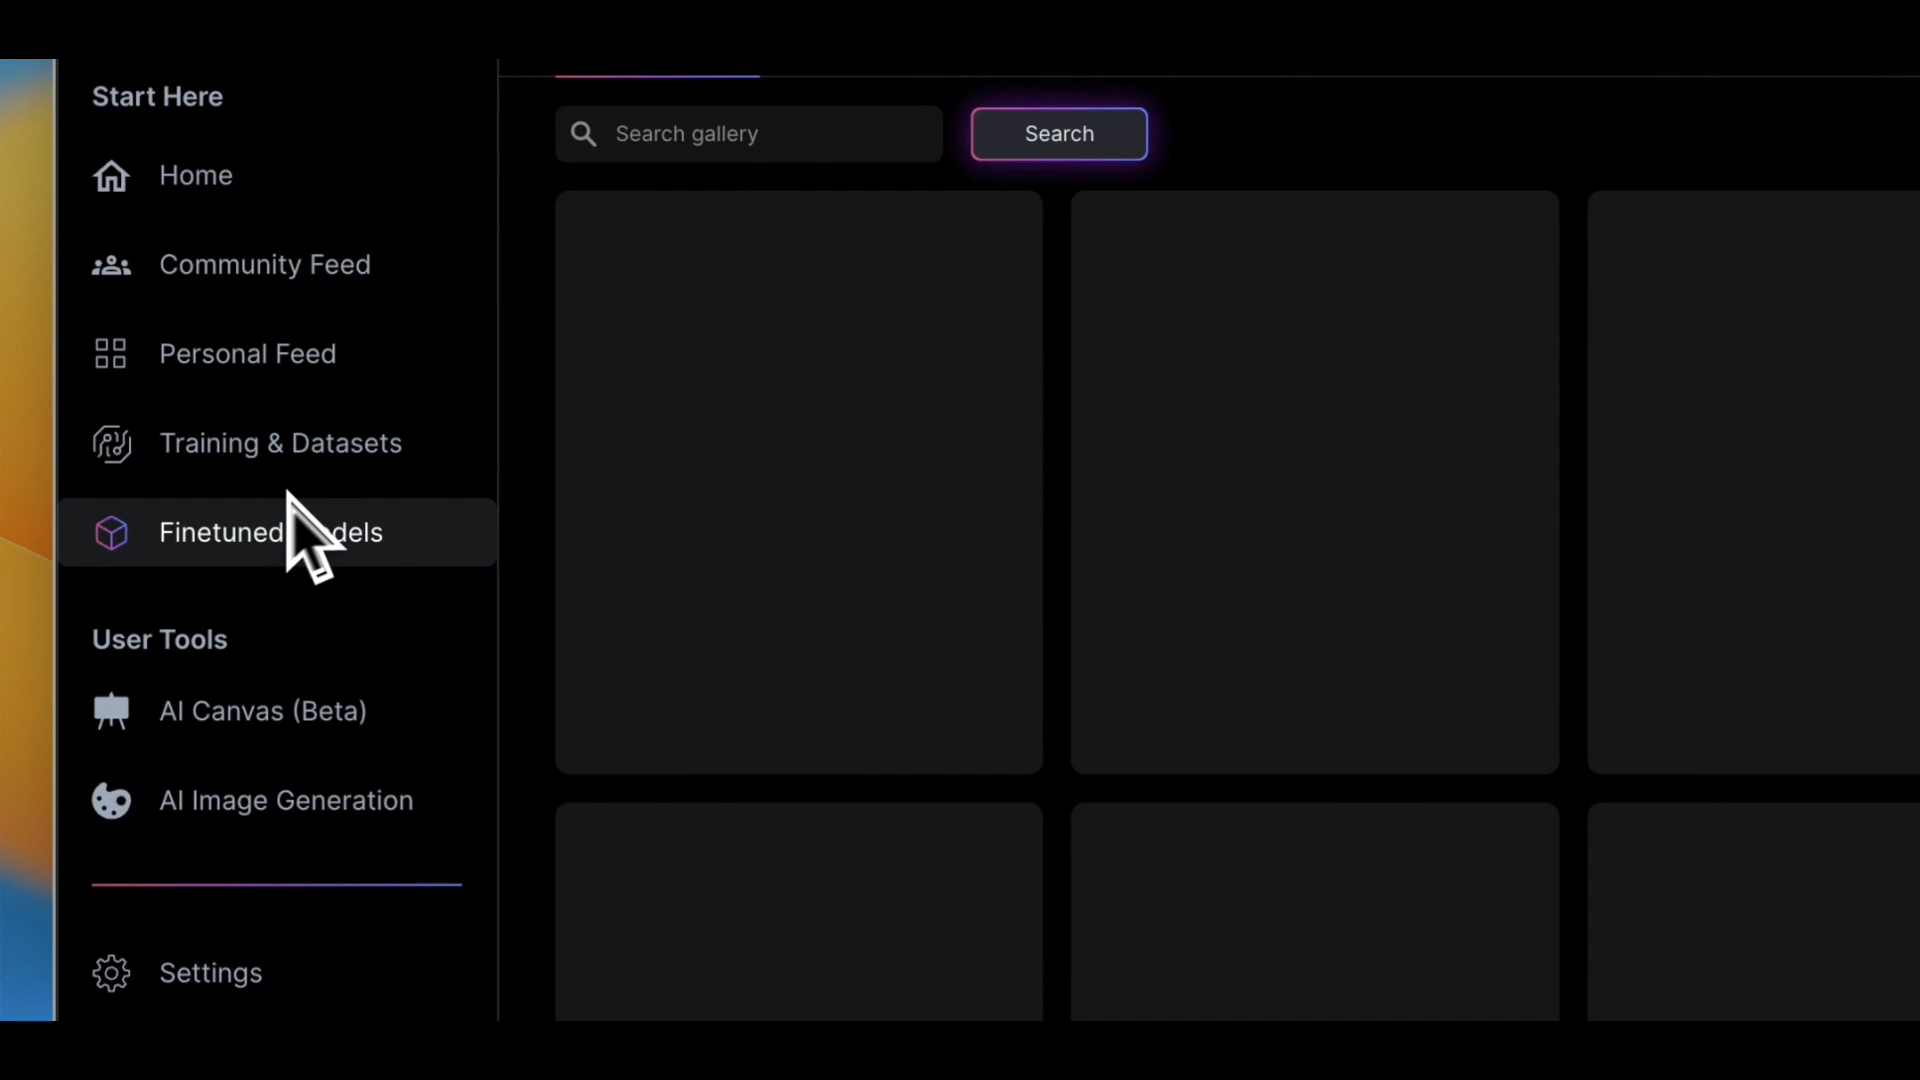 Start Here
Home
Community Feed
Personal Feed
Training & Datasets
Finetuned dels
User Tools
AI Canvas (Beta)
AI Image Generation
Settings
Search gallery
Search